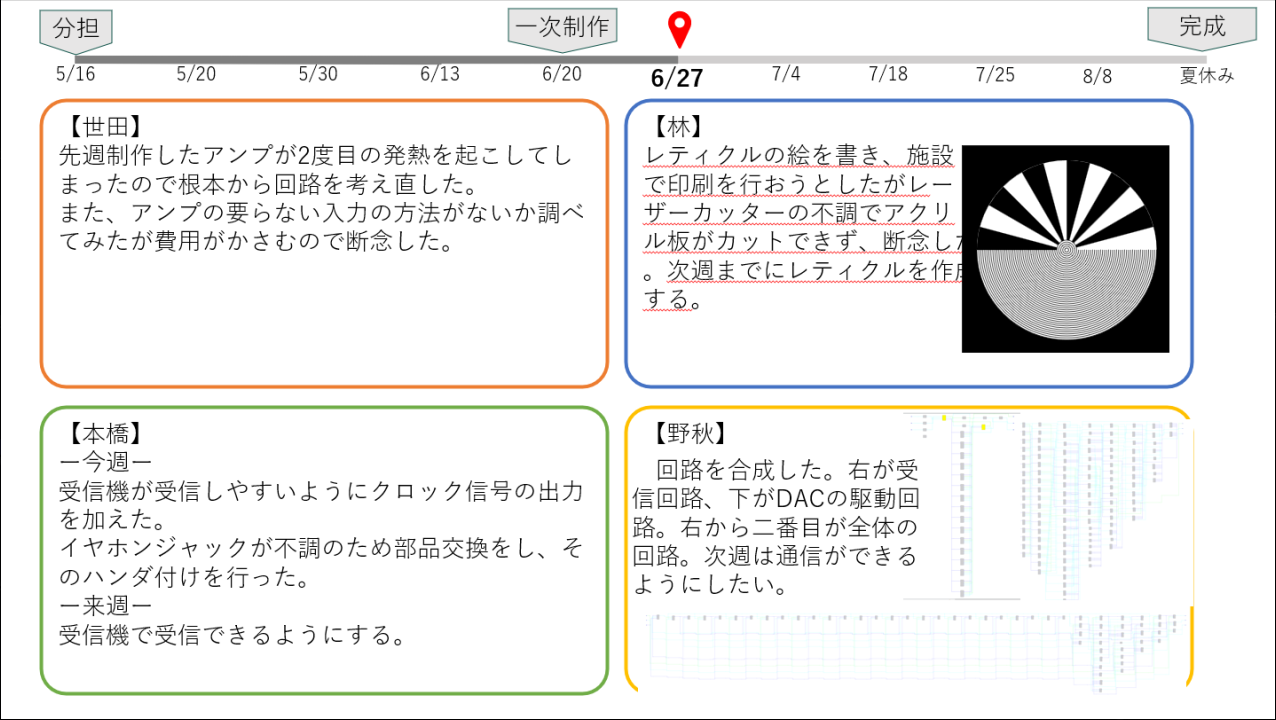 分担
一次制作
完成
5/16
5/20
5/30
6/13
6/20
6/27
7/4
7/18
7/25
8/8
夏休み
【世田】
先週制作したアンプが2度目の発熱を起こしてし
まったので根本から回路を考え直した。
また、アンプの要らない入力の方法がないか調べ
てみたが費用がかさむので断念した。
【林】
レティクルの絵を書き、施設
で印刷を行おうとしたがレー
ザーカッターの不調でアクリ
ル板がカットできず、断念した
。次週までにレティクルを作成
する。
【本橋】
ー今週ー
受信機が受信しやすいようにクロック信号の出力
を加えた。
イヤホンジャックが不調のため部品交換をし、そ
のハンダ付けを行った。
ー来週ー
受信機で受信できるようにする。
【野秋】
回路を合成した。右が受
信回路、下がDACの駆動回
路。右から二番目が全体の
回路。次週は通信ができる
ようにしたい。